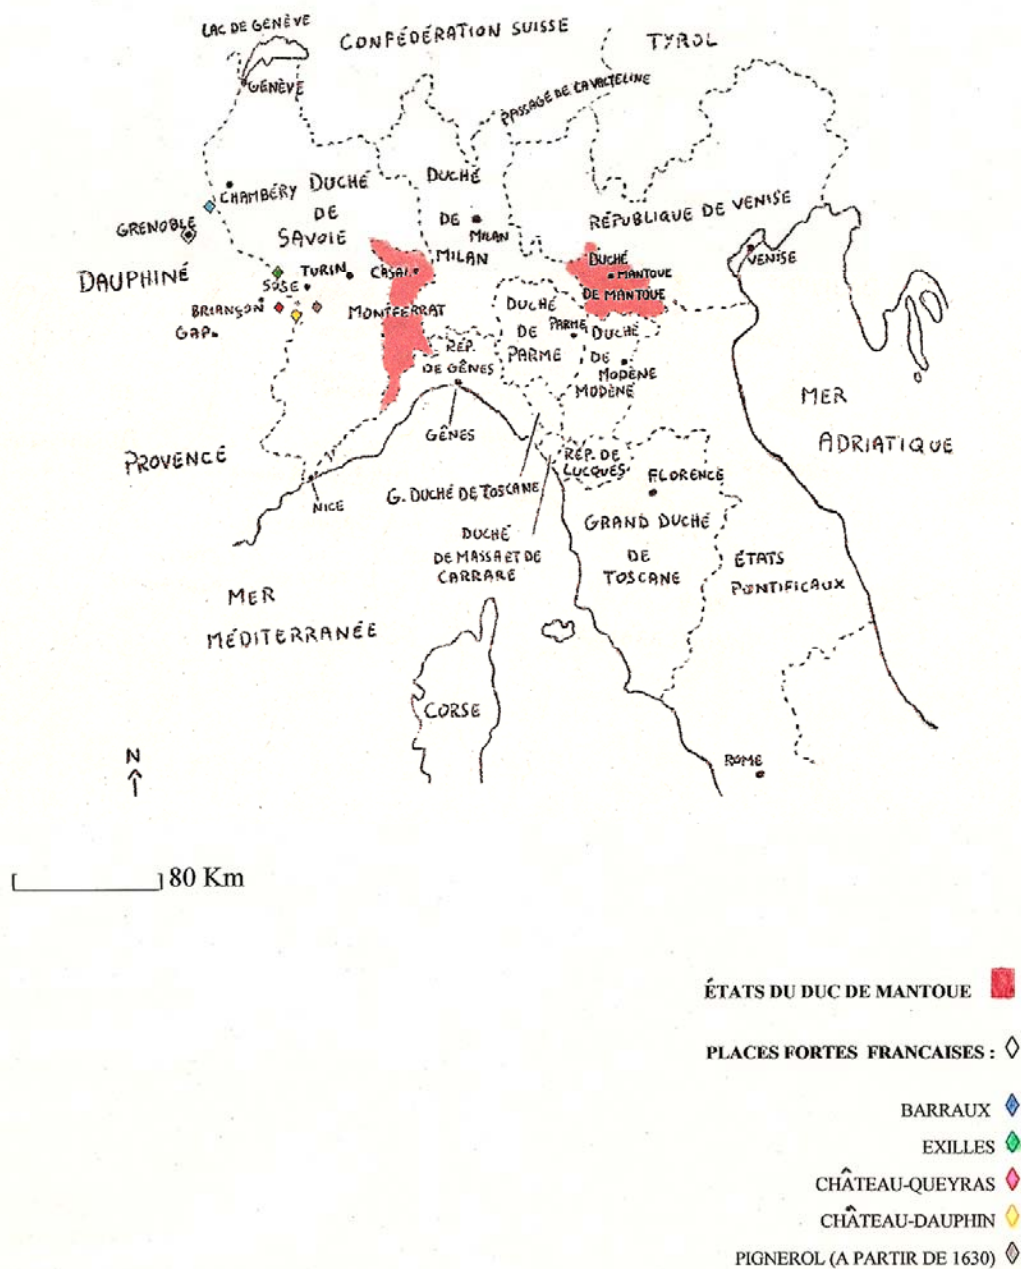 LAC DE GENÈVE
CONFÉDÉRATION SUISSE
TYROL
GENÈVE
PASSAGE DE LA VALTELINE
CHAMBÉRY
DUCHÉ
DE
SAVOIE
DUCHÉ
DE
MILAN
MILAN
RÉPUBLIQUE DE VENISE
VENISE
GRENOBLE
DAUPHINÉ
TURIN
SUSE
CASAL
DUCHÉ
MANTOUE
DE MANTOUE
BRIANÇON
GAP
MONTFERRAT
DUCHÉ
DE
PARME
PARME
DUCHÉ
DE
MODÈNE
MODÈNE
RÉP.
DE GÊNES
GÊNES
MER
ADRIATIQUE
PROVENCE
NICE
RÉP. DE
LUCQUES
G. DUCHÉ DE TOSCANE
FLORENCE
GRAND DUCHÉ
DE
TOSCANE
DUCHÉ
DE MASSA ET DE
CARRARE
ÉTATS
PONTIFICAUX
MER
MÉDITERRANÉE
CORSE
ROME
N
80 Km
ÉTATS DU DUC DE MANTOUE
PLACES FORTES FRANCAISES :
BARRAUX
EXILLES
CHÂTEAU-QUEYRAS
CHÂTEAU-DAUPHIN
PIGNEROL (A PARTIR DE 1630)